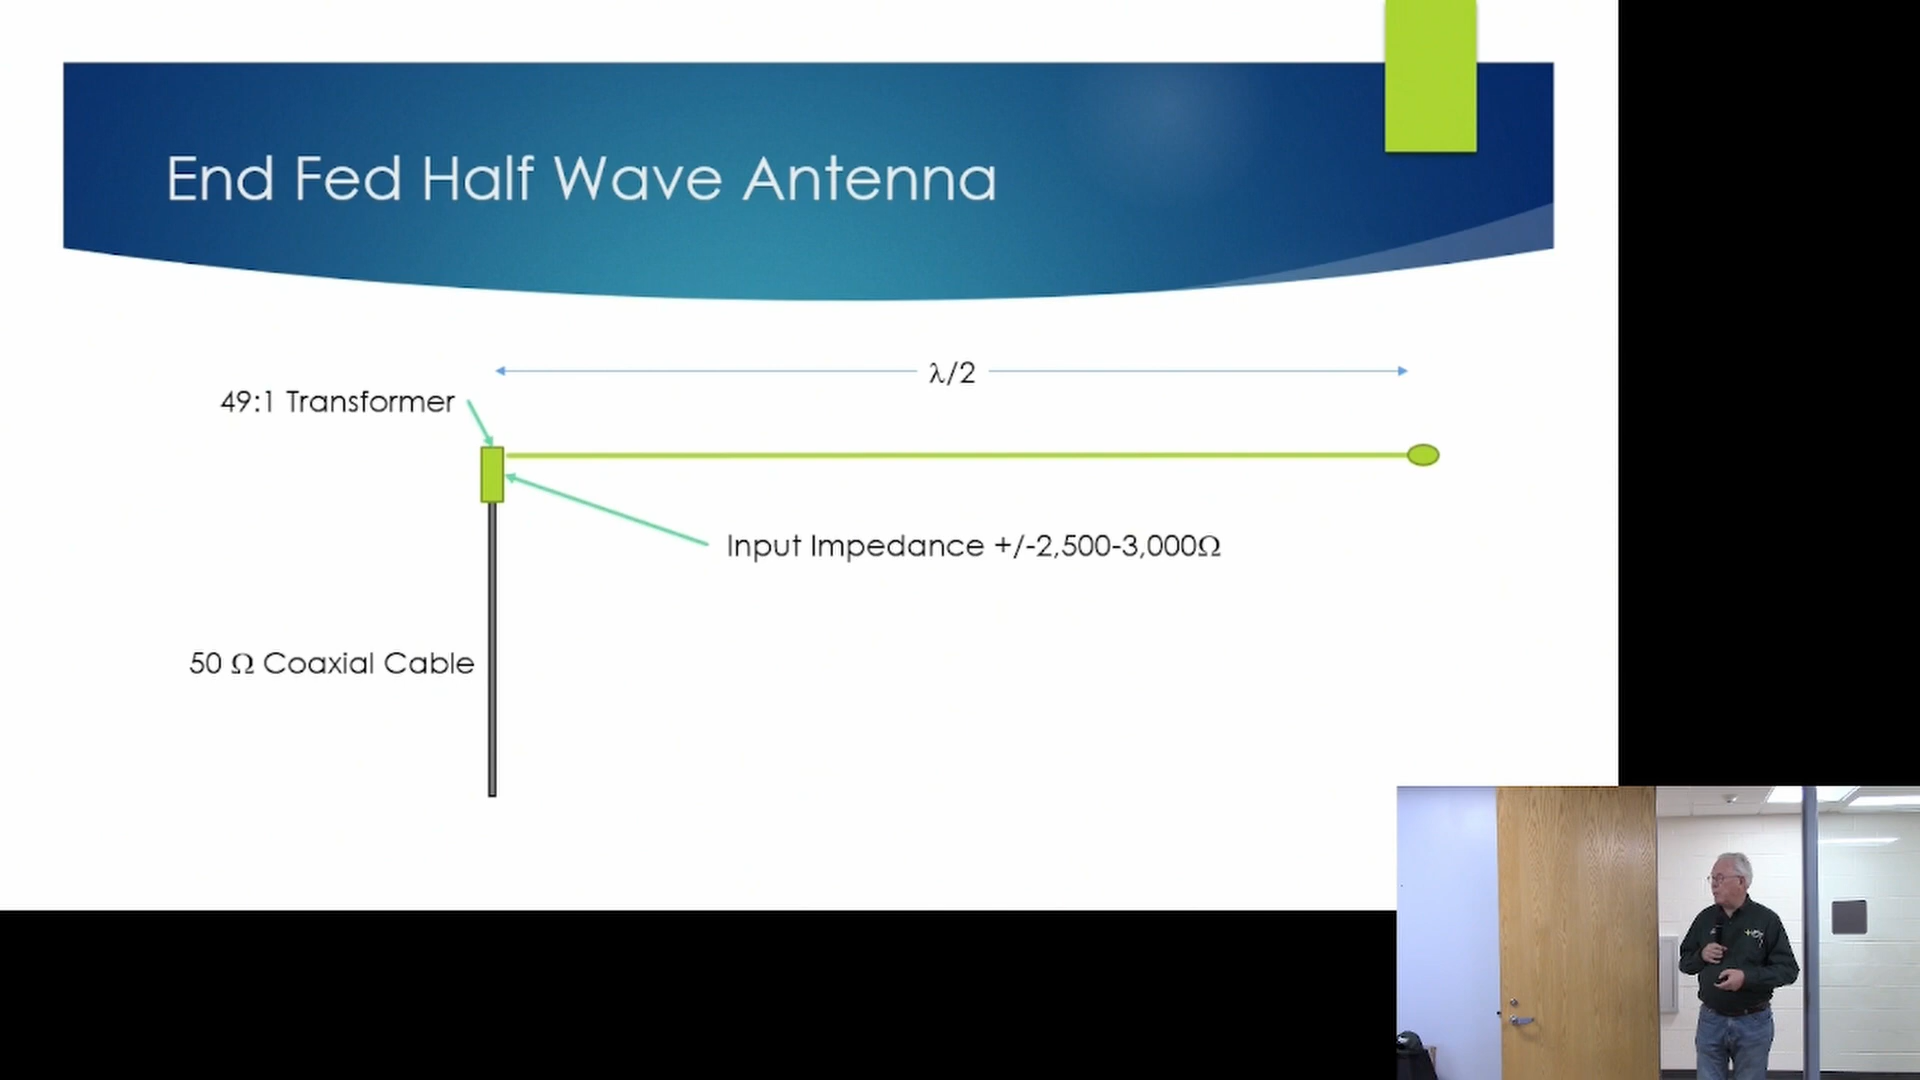 End Fed Half Wave Antenna
λ/2
49:1 Transformer
Input Impedance +/-2,500-3,000Ω
50 Ω Coaxial Cable